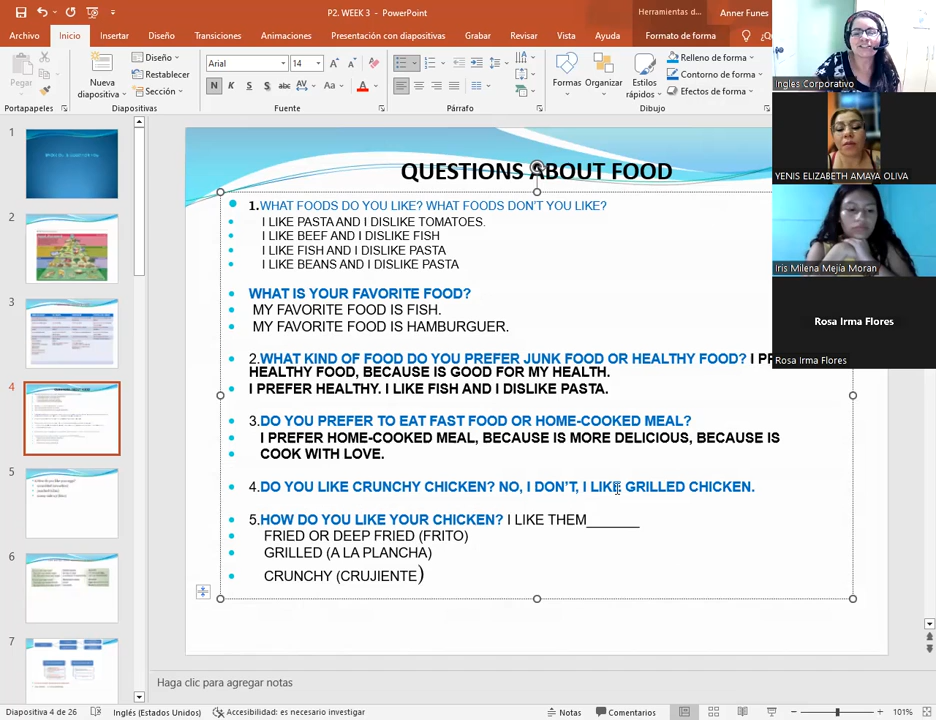 P2. WEEK 3 - PowerPoint
Herramientas d...
Anner Funes
Archivo Inicio Insertar Diseño Transiciones Animaciones Presentación con diapositivas Grabar Revisar Vista Ayuda Formato de forma
Pegar
Nueva diapositiva
Diseño
Restablecer
Sección
Arial 14
N K S S abc AV Aa A
Formas Organizar Estilos rápidos
Relleno de forma
Contorno de forma
Efectos de forma
Portapapeles Diapositivas Fuente Párrafo Dibujo
Ingles Corporativo
YENIS ELIZABETH AMAYA OLIVA
Iris Milena Mejía Moran
Rosa Irma Flores
Rosa Irma Flores
1
2
3
4
5
6
7
QUESTIONS ABOUT FOOD
1.WHAT FOODS DO YOU LIKE? WHAT FOODS DON'T YOU LIKE?
I LIKE PASTA AND I DISLIKE TOMATOES.
I LIKE BEEF AND I DISLIKE FISH
I LIKE FISH AND I DISLIKE PASTA
I LIKE BEANS AND I DISLIKE PASTA
WHAT IS YOUR FAVORITE FOOD?
MY FAVORITE FOOD IS FISH.
MY FAVORITE FOOD IS HAMBURGUER.
2.WHAT KIND OF FOOD DO YOU PREFER JUNK FOOD OR HEALTHY FOOD? I
HEALTHY FOOD, BECAUSE IS GOOD FOR MY HEALTH.
I PREFER HEALTHY. I LIKE FISH AND I DISLIKE PASTA.
3.DO YOU PREFER TO EAT FAST FOOD OR HOME-COOKED MEAL?
I PREFER HOME-COOKED MEAL, BECAUSE IS MORE DELICIOUS, BECAUSE IS
COOK WITH LOVE.
4.DO YOU LIKE CRUNCHY CHICKEN? NO, I DON'T, I LIKE GRILLED CHICKEN.
5.HOW DO YOU LIKE YOUR CHICKEN? I LIKE THEM_______
FRIED OR DEEP FRIED (FRITO)
GRILLED (A LA PLANCHA)
CRUNCHY (CRUJIENTE)
Haga clic para agregar notas
Diapositiva 4 de 26 Inglés (Estados Unidos) Accesibilidad: es necesario investigar Notas Comentarios 101%